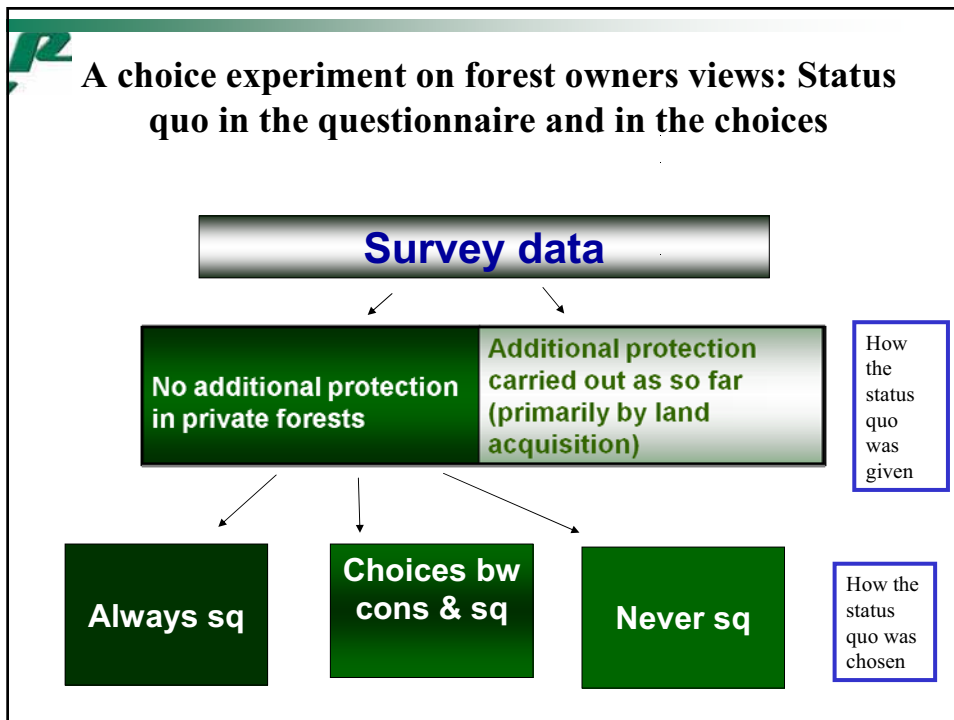 A choice experiment on forest owners views: Status
quo in the questionnaire and in the choices
Survey data
No additional protection
in private forests
Additional protection
carried out as so far
(primarily by land
acquisition)
How
the
status
quo
was
given
Always sq
Choices bw
cons & sq
Never sq
How the
status
quo was
chosen